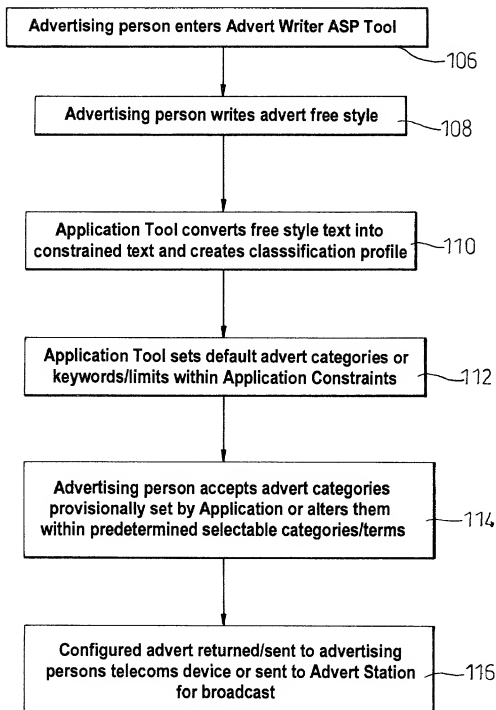 Advertising person enters Advert Writer ASP Tool
106
Advertising person writes advert free style
108
Application Tool converts free style text into
constrained text and creates classsification profile
110
Application Tool sets default advert categories or
keywords/limits within Application Constraints
112
Advertising person accepts advert categories
provisionally set by Application or alters them
within predetermined selectable categories/terms
114
Configured advert returned/sent to advertising
persons telecoms device or sent to Advert Station
for broadcast
116